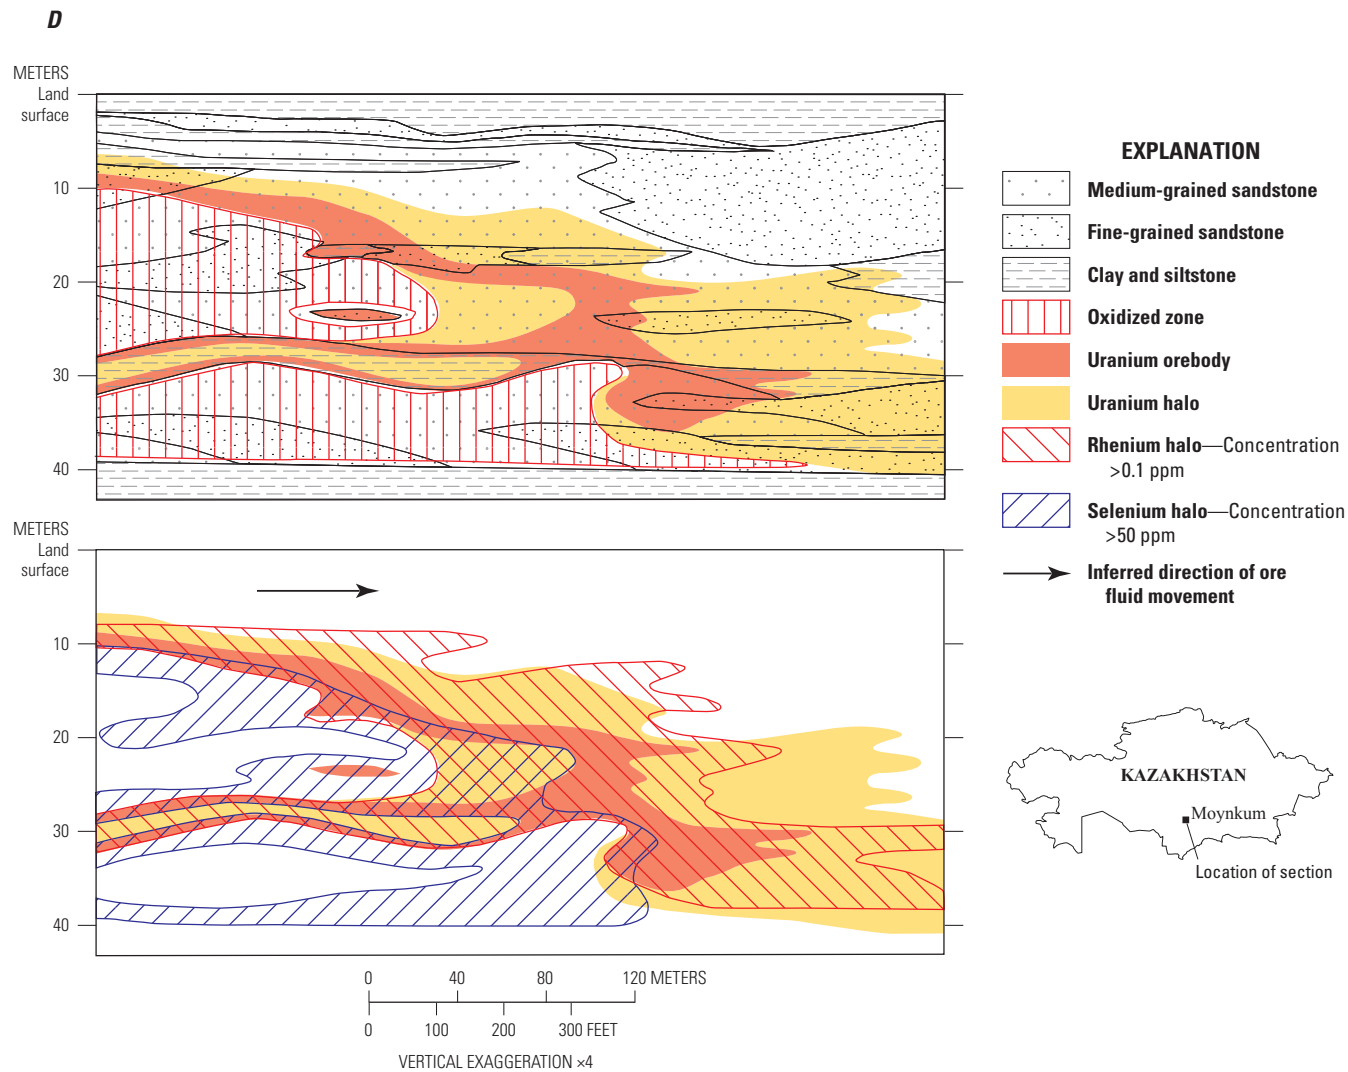 D
METERS
Land
surface
10
20
30
40
METERS
Land
surface
10
20
30
40
0 40 80 120 METERS
0 100 200 300 FEET
VERTICAL EXAGGERATION ×4
EXPLANATION
Medium-grained sandstone
Fine-grained sandstone
Clay and siltstone
Oxidized zone
Uranium orebody
Uranium halo
Rhenium halo—Concentration
>0.1 ppm
Selenium halo—Concentration
>50 ppm
Inferred direction of ore
fluid movement
KAZAKHSTAN
Moynkum
Location of section